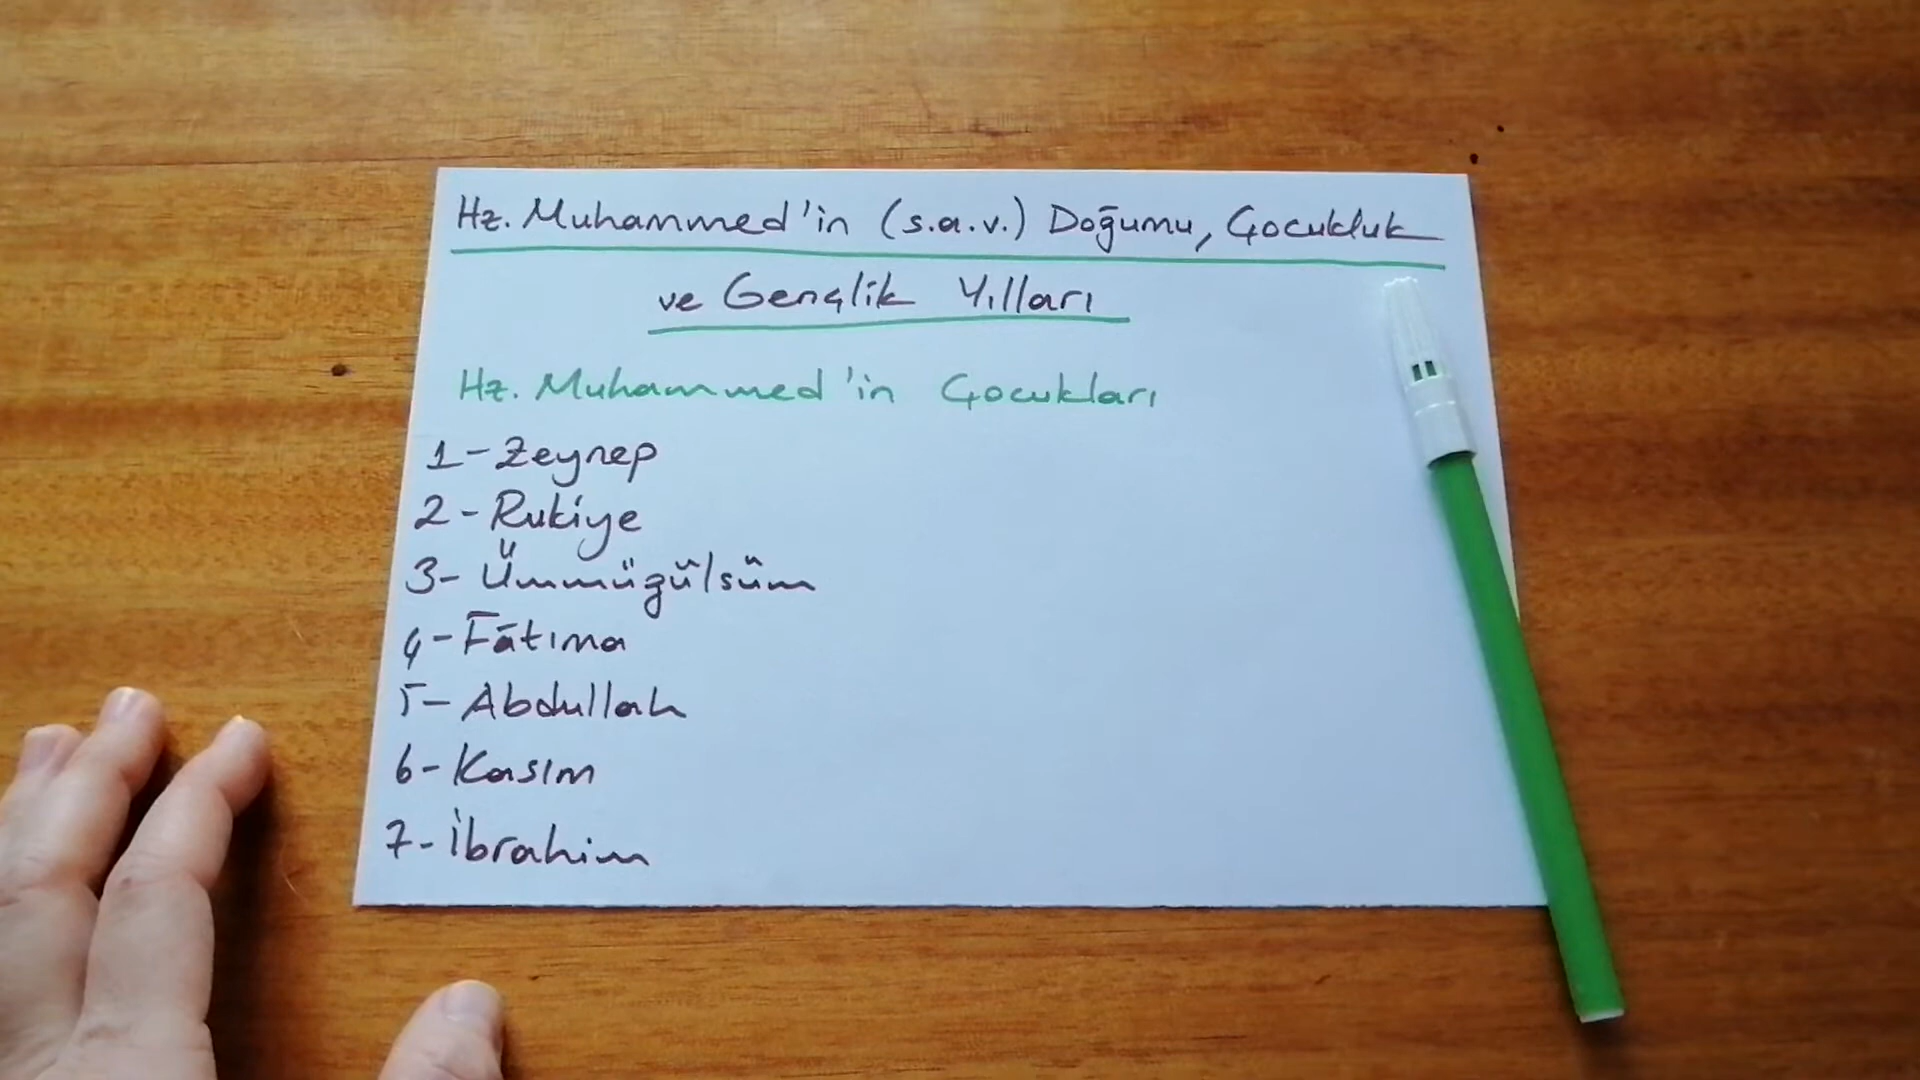 Hz. Muhammed'in (s.a.v.) Doğumu, Çocukluk
ve Gençlik Yılları
Hz. Muhammed'in Çocukları
1- Zeynep
2- Rukiye
3- Ümmügülsüm
4- Fātıma
5- Abdullah
6- Kasım
7- İbrahim